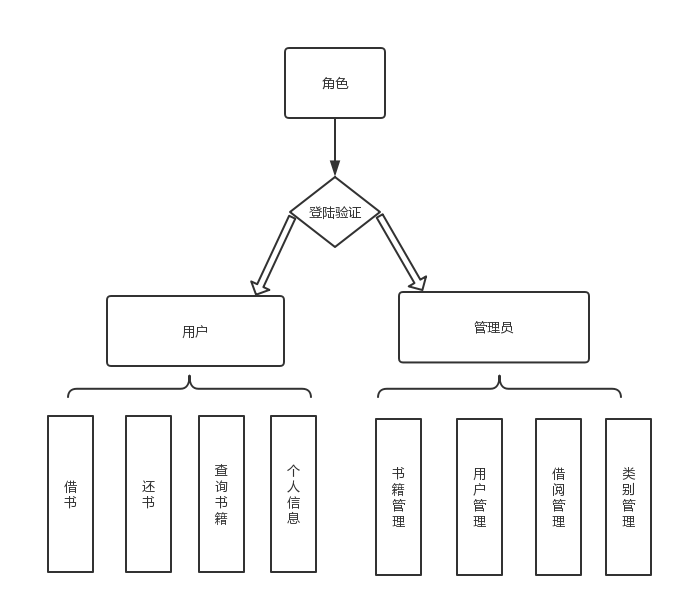 角色
登陆验证
用户
管理员
借书
还书
查询书籍
个人信息
书籍管理
用户管理
借阅管理
类别管理